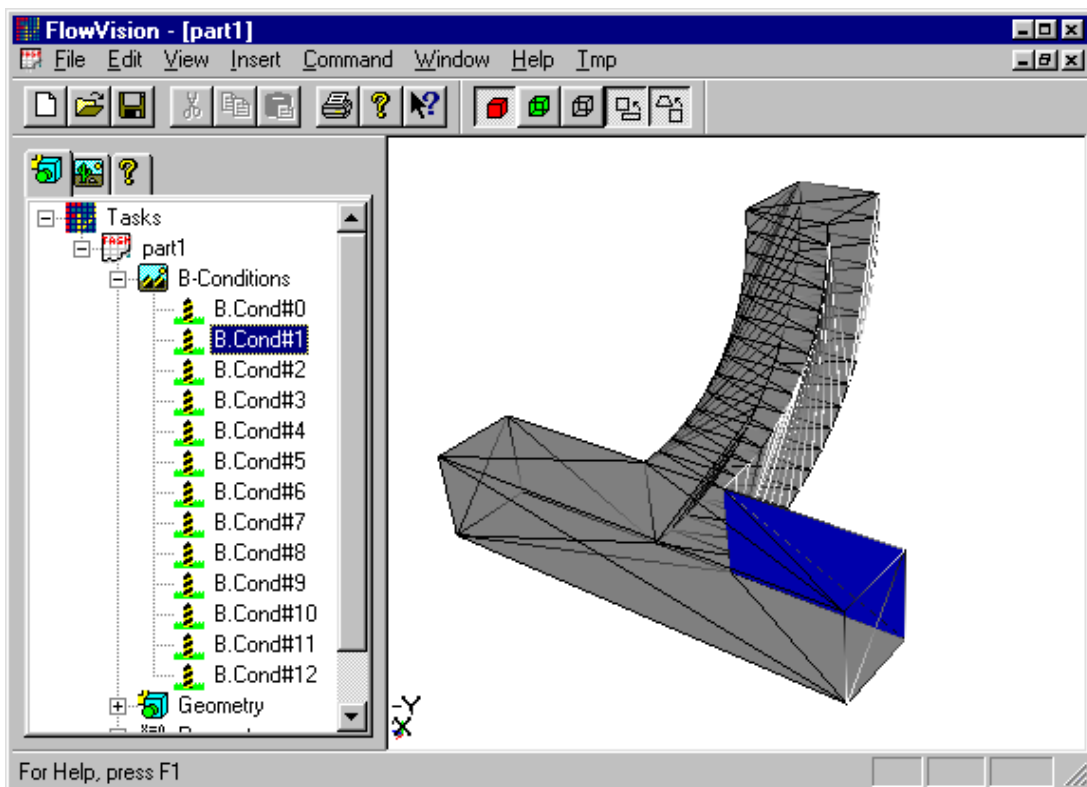 FlowVision - [part1]
File Edit View Insert Command Window Help Tmp
Tasks
part1
B-Conditions
B.Cond#0
B.Cond#1
B.Cond#2
B.Cond#3
B.Cond#4
B.Cond#5
B.Cond#6
B.Cond#7
B.Cond#8
B.Cond#9
B.Cond#10
B.Cond#11
B.Cond#12
Geometry
-Y
X
For Help, press F1